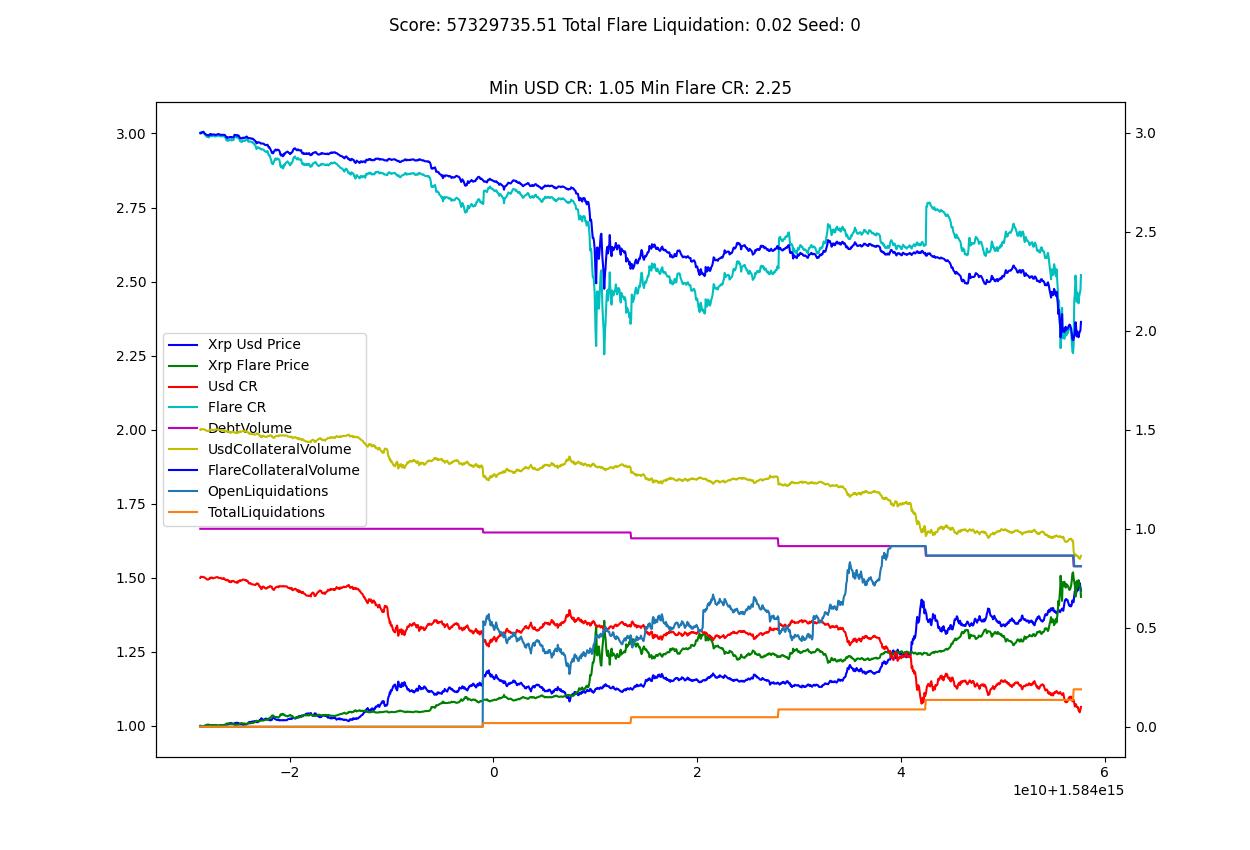 Score: 57329735.51 Total Flare Liquidation: 0.02 Seed: 0
Min USD CR: 1.05 Min Flare CR: 2.25
3.00
2.75
2.50
2.25
2.00
1.75
1.50
1.25
1.00
Xrp Usd Price
Xrp Flare Price
Usd CR
Flare CR
DebtVolume
UsdCollateralVolume
FlareCollateralVolume
OpenLiquidations
TotalLiquidations
3.0
2.5
2.0
1.5
1.0
0.5
0.0
−2 0 2 4 6
1e10+1.584e15